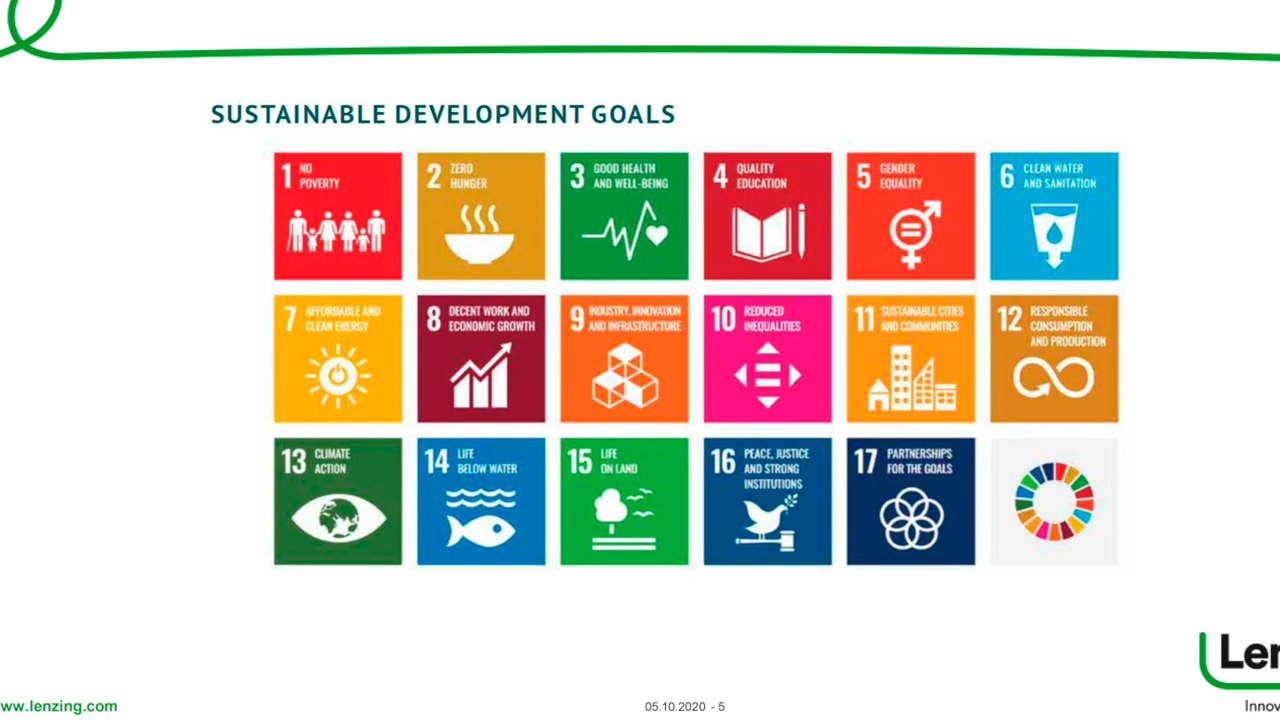 SUSTAINABLE DEVELOPMENT GOALS
1 NO
POVERTY
2 ZERO
HUNGER
3 GOOD HEALTH
AND WELL-BEING
4 QUALITY
EDUCATION
5 GENDER
EQUALITY
6 CLEAN WATER
AND SANITATION
7 AFFORDABLE AND
CLEAN ENERGY
8 DECENT WORK AND
ECONOMIC GROWTH
9 INDUSTRY, INNOVATION
AND INFRASTRUCTURE
10 REDUCED
INEQUALITIES
11 SUSTAINABLE CITIES
AND COMMUNITIES
12 RESPONSIBLE
CONSUMPTION
AND PRODUCTION
13 CLIMATE
ACTION
14 LIFE
BELOW WATER
15 LIFE
ON LAND
16 PEACE, JUSTICE
AND STRONG
INSTITUTIONS
17 PARTNERSHIPS
FOR THE GOALS
Len
Innov
ww.lenzing.com
05.10.2020 - 5